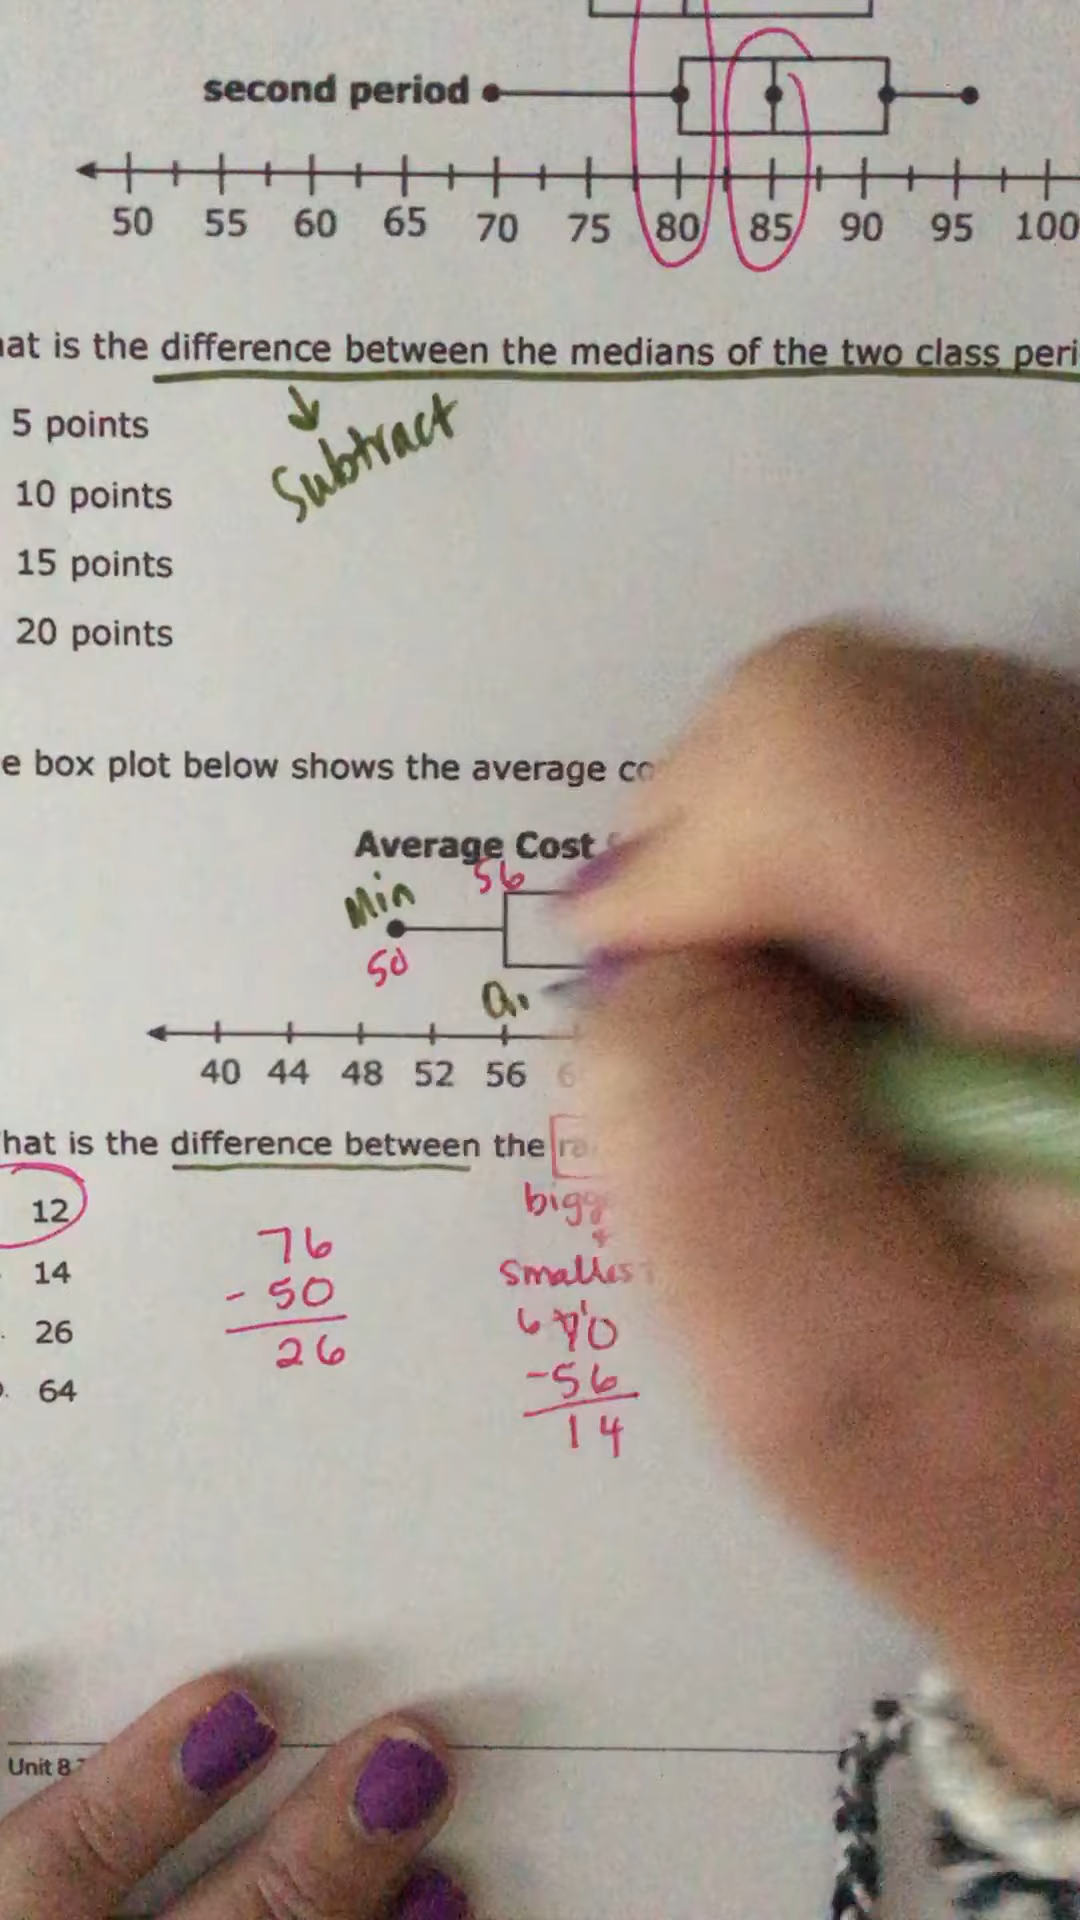 second period
50 55 60 65 70 75 80 85 90 95 100
at is the difference between the medians of the two class
5 points
Subtract
10 points
15 points
20 points
e box plot below shows the average
Average Cost
56
Min
50
Q1
40 44 48 52 56
hat is the difference between the
12
14
26
64
76
- 50
26
smalles
70
-56
14
Unit 8